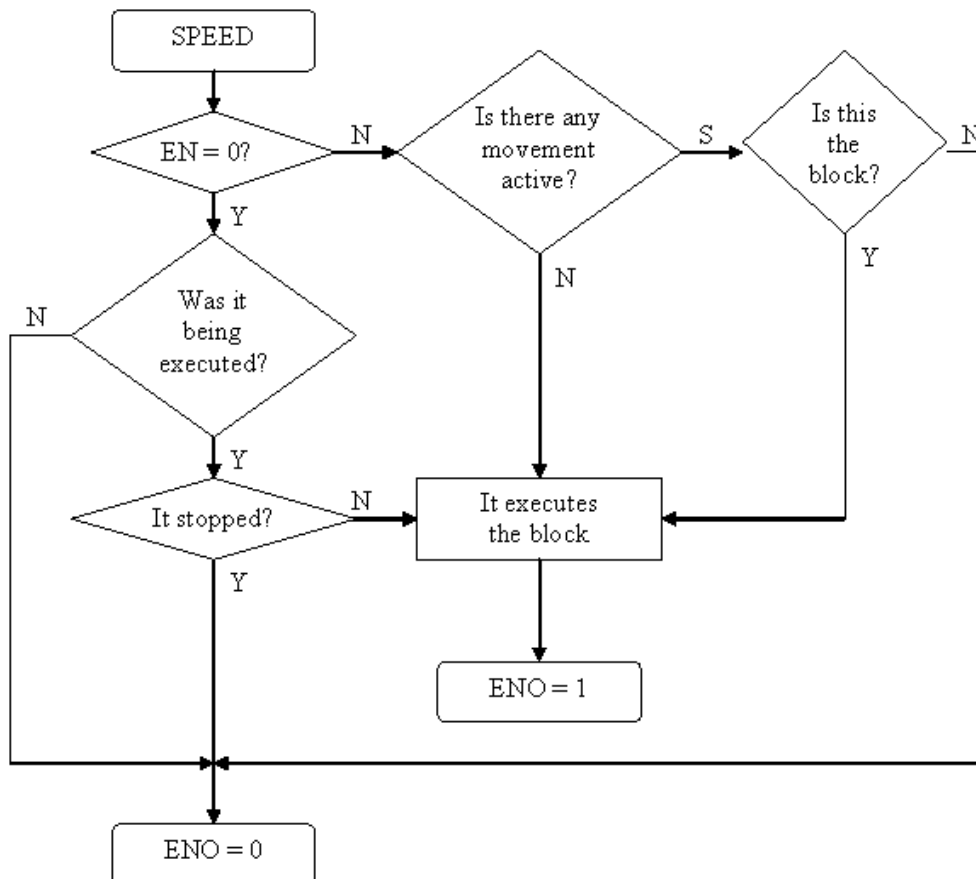 SPEED
EN = 0?
N
Is there any
movement
active?
S
Is this
the
block?
N
Y
N
Y
Was it
being
executed?
N
Y
It stopped?
N
It executes
the block
Y
ENO = 1
ENO = 0